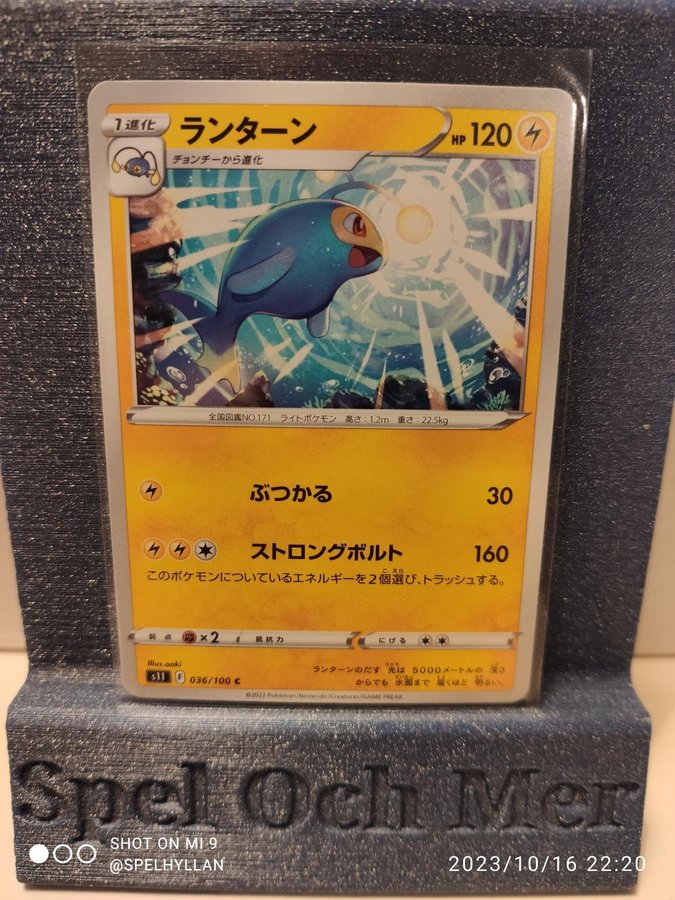 1進化
ランターン
HP 120
チョンチーから進化
全国図鑑NO.171 ライトポケモン 高さ:1.2m 重さ:22.5kg
ぶつかる 30
ストロングボルト 160
このポケモンについているエネルギーを2個選び、トラッシュする。
弱点 ×2 抵抗力 にげる
Illus.aoki
s11 F 036/100 C
ランターンのだす 光は 5000メートルの 深さ
からでも 水面まで 届くほど 明るい。
©2022 Pokémon/Nintendo/Creatures/GAME FREAK.
Spel Och Mer
SHOT ON MI 9
@SPELHYLLAN
2023/10/16 22:20